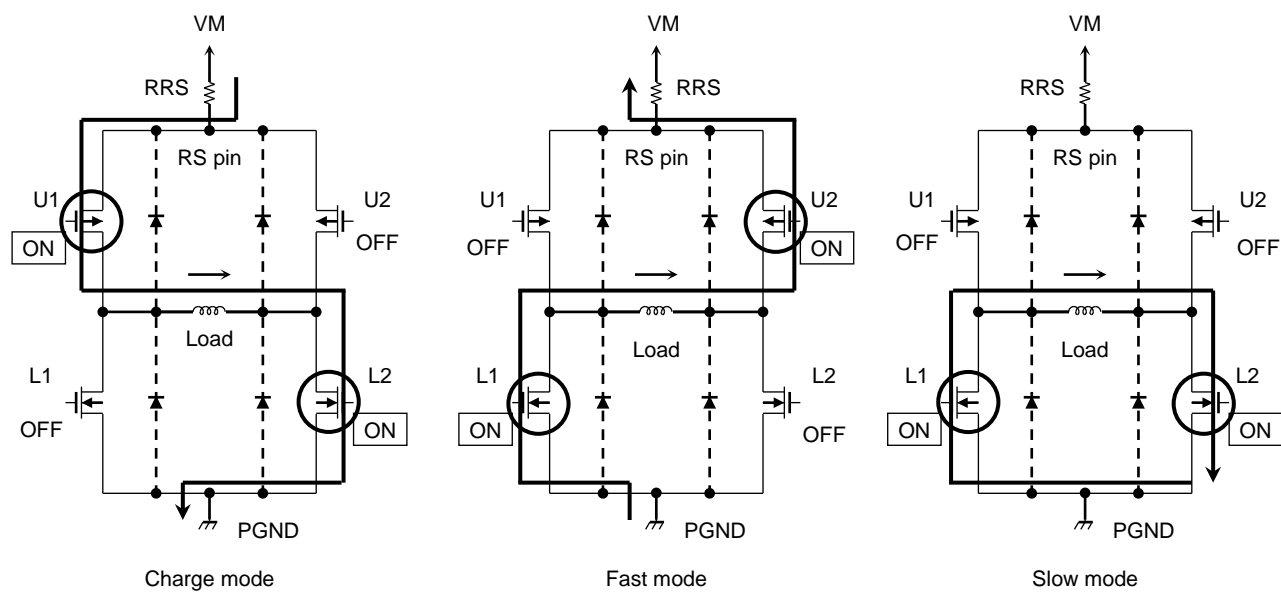 VM
RRS
RS pin
U1
ON
U2
OFF
Load
L1
OFF
L2
ON
PGND
Charge mode
VM
RRS
RS pin
U1
OFF
U2
ON
Load
L1
ON
L2
OFF
PGND
Fast mode
VM
RRS
RS pin
U1
OFF
U2
OFF
Load
L1
ON
L2
ON
PGND
Slow mode